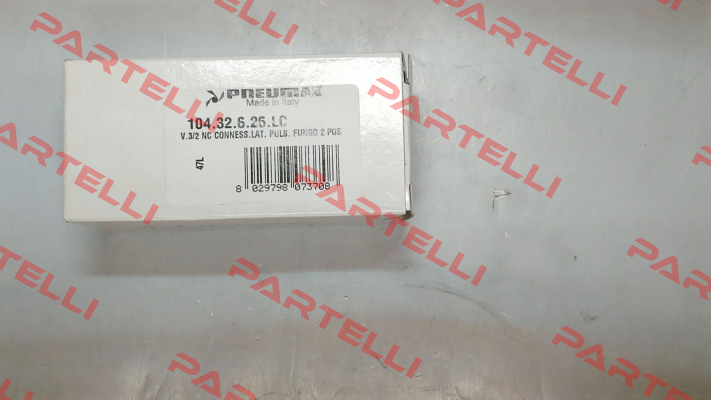 PNEUMAX
Made in Italy
104.32.6.25.LC
V.3/2 NC CONNESS.LAT. PULS. FUNGO 2 POS
47L
8 029798 073708
PARTELLI
PARTELLI
PARTELLI
PARTELLI
PARTELLI
PARTELLI
PARTELLI
PARTELLI
PARTELLI